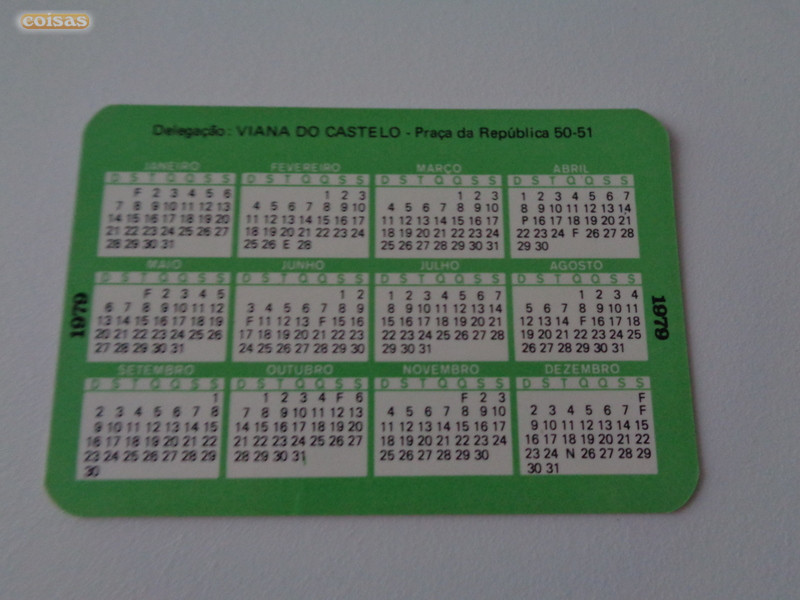 coisas
Delegação: VIANA DO CASTELO - Praça da República 50-51
JANEIRO FEVEREIRO MARÇO ABRIL
D S T Q Q S S D S T Q Q S S D S T Q Q S S D S T Q Q S S
F 2 3 4 5 6 1 2 3 1 2 3 1 2 3 4 5 6 7
7 8 9 10 11 12 13 4 5 6 7 8 9 10 4 5 6 7 8 9 10 8 9 10 11 12 13 14
14 15 16 17 18 19 20 11 12 13 14 15 16 17 11 12 13 14 15 16 17 P 16 17 18 19 20 21
21 22 23 24 25 26 27 18 19 20 21 22 23 24 18 19 20 21 22 23 24 22 23 24 F 26 27 28
28 29 30 31 25 26 E 28 25 26 27 28 29 30 31 29 30
1979
MAIO JUNHO JULHO AGOSTO
D S T Q Q S S D S T Q Q S S D S T Q Q S S D S T Q Q S S
F 2 3 4 5 1 2 1 2 3 4 5 6 7 1 2 3 4
6 7 8 9 10 11 12 3 4 5 6 7 8 9 8 9 10 11 12 13 14 5 6 7 8 9 10 11
13 14 15 16 17 18 19 F 11 12 13 F 15 16 15 16 17 18 19 20 21 12 13 14 F 16 17 18
20 21 22 23 24 25 26 17 18 19 20 21 22 23 22 23 24 25 26 27 28 19 20 21 22 23 24 25
27 28 29 30 31 24 25 26 27 28 29 30 29 30 31 26 27 28 29 30 31
1979
SETEMBRO OUTUBRO NOVEMBRO DEZEMBRO
D S T Q Q S S D S T Q Q S S D S T Q Q S S D S T Q Q S S
1 1 2 3 4 F 6 F 2 3 F
2 3 4 5 6 7 8 7 8 9 10 11 12 13 4 5 6 7 8 9 10 2 3 4 5 6 7 F
9 10 11 12 13 14 15 14 15 16 17 18 19 20 11 12 13 14 15 16 17 9 10 11 12 13 14 15
16 17 18 19 20 21 22 21 22 23 24 25 26 27 18 19 20 21 22 23 24 16 17 18 19 20 21 22
23 24 25 26 27 28 29 28 29 30 31 25 26 27 28 29 30 23 24 N 26 27 28 29
30 30 31